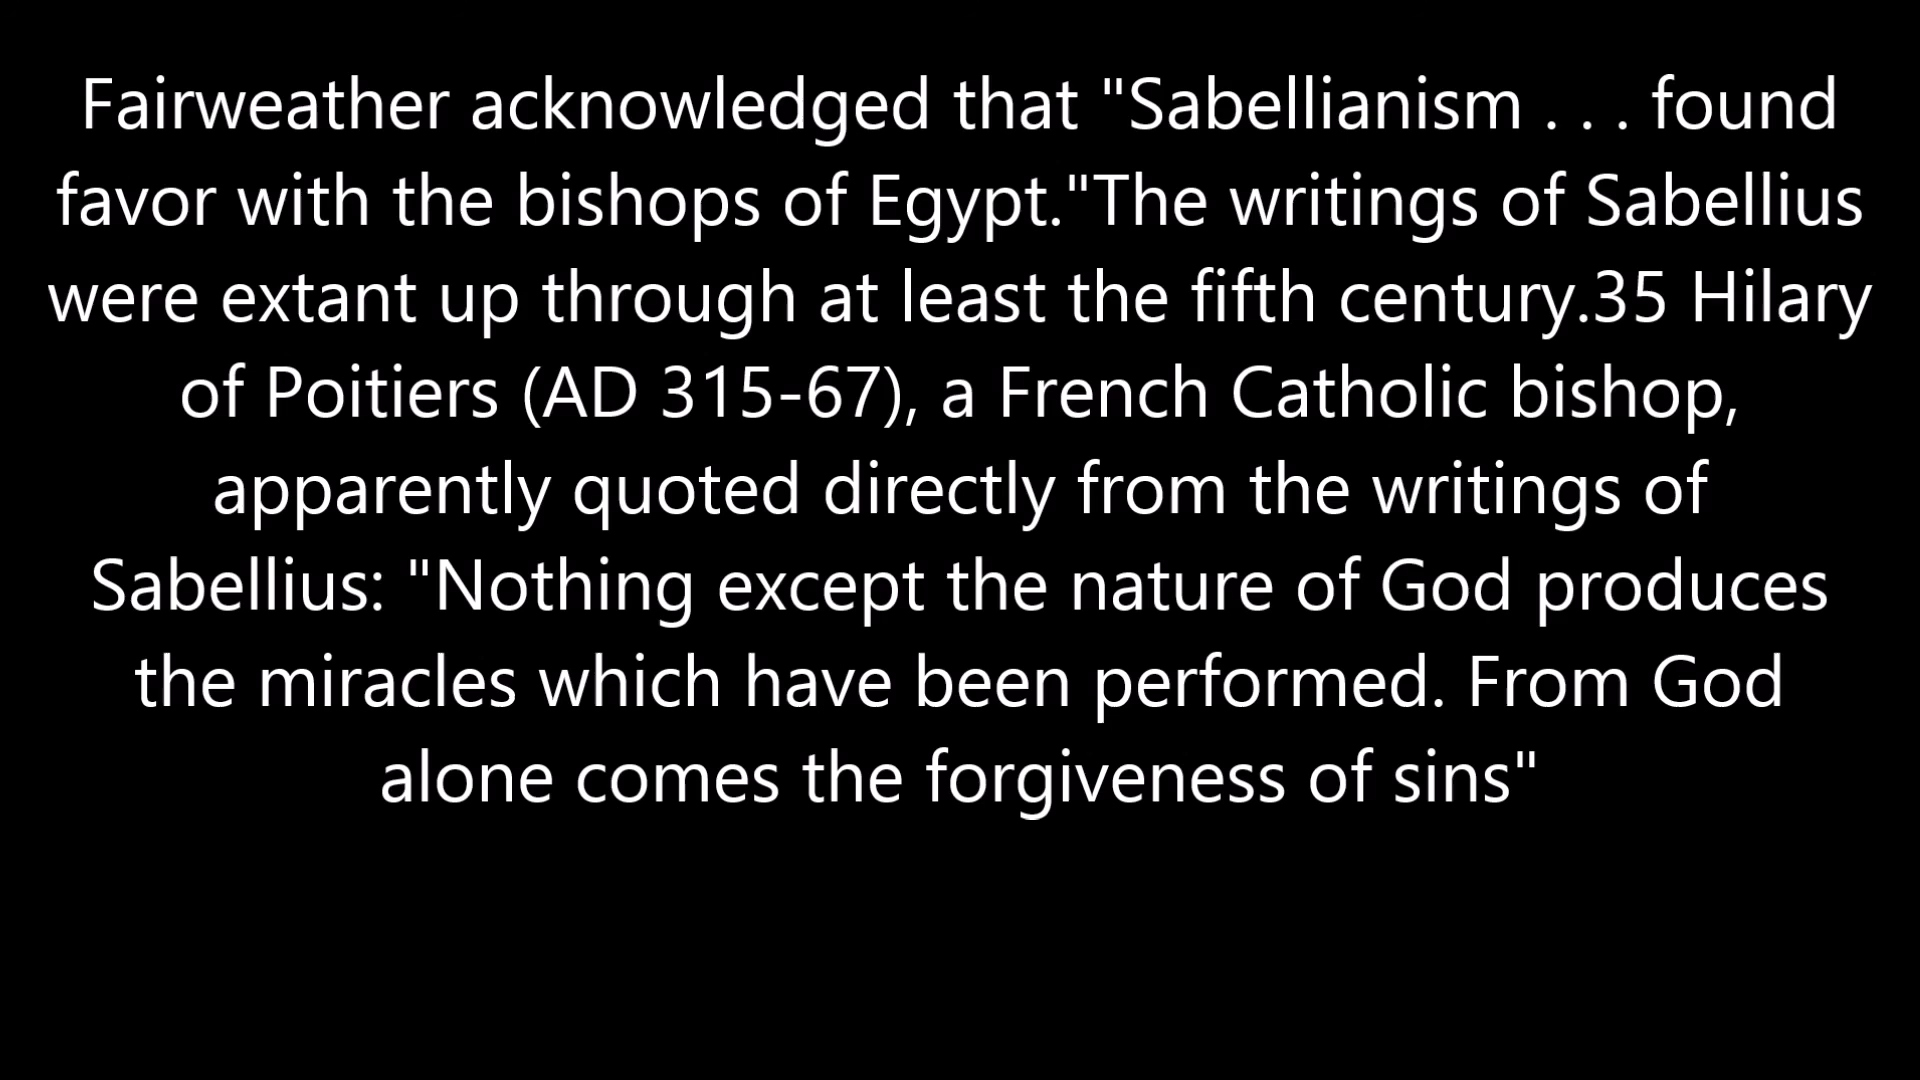 Fairweather acknowledged that "Sabellianism . . . found
favor with the bishops of Egypt."The writings of Sabellius
were extant up through at least the fifth century.35 Hilary
of Poitiers (AD 315-67), a French Catholic bishop,
apparently quoted directly from the writings of
Sabellius: "Nothing except the nature of God produces
the miracles which have been performed. From God
alone comes the forgiveness of sins"